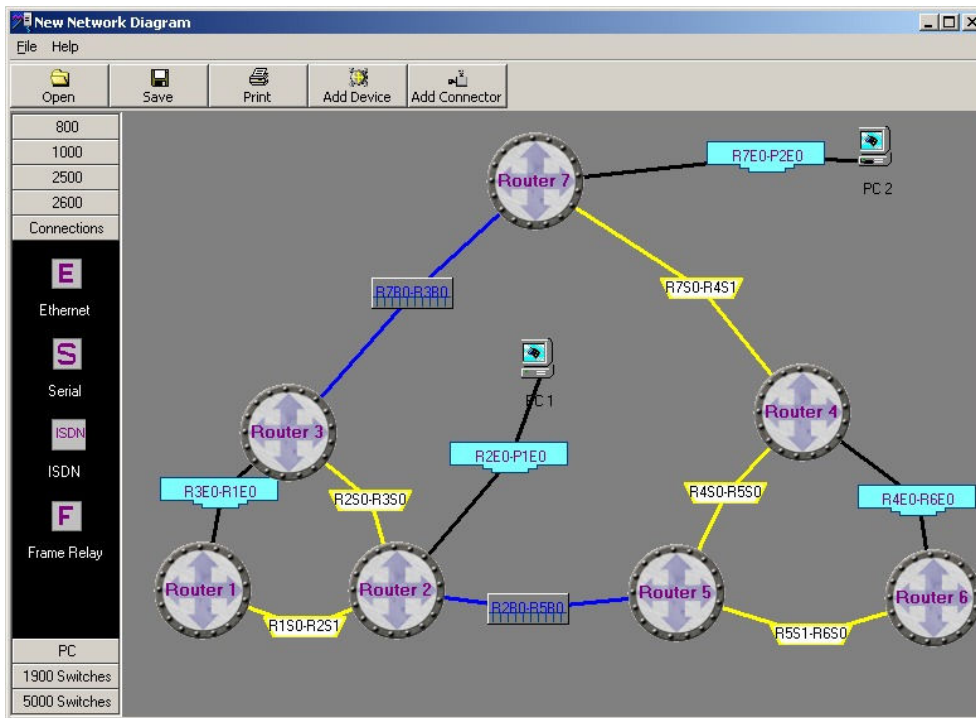 New Network Diagram
File Help
Open Save Print Add Device Add Connector
800
1000
2500
2600
Connections
E
Ethernet
S
Serial
ISDN
ISDN
F
Frame Relay
PC
1900 Switches
5000 Switches
Router 7
R7E0-P2E0
PC 2
R7B0-R3B0
R7S0-R4S1
PC 1
Router 3
Router 4
R2E0-P1E0
R3E0-R1E0
R2S0-R3S0
R4S0-R5S0
R4E0-R6E0
Router 1
Router 2
Router 5
Router 6
R2B0-R5B0
R1S0-R2S1
R5S1-R6S0